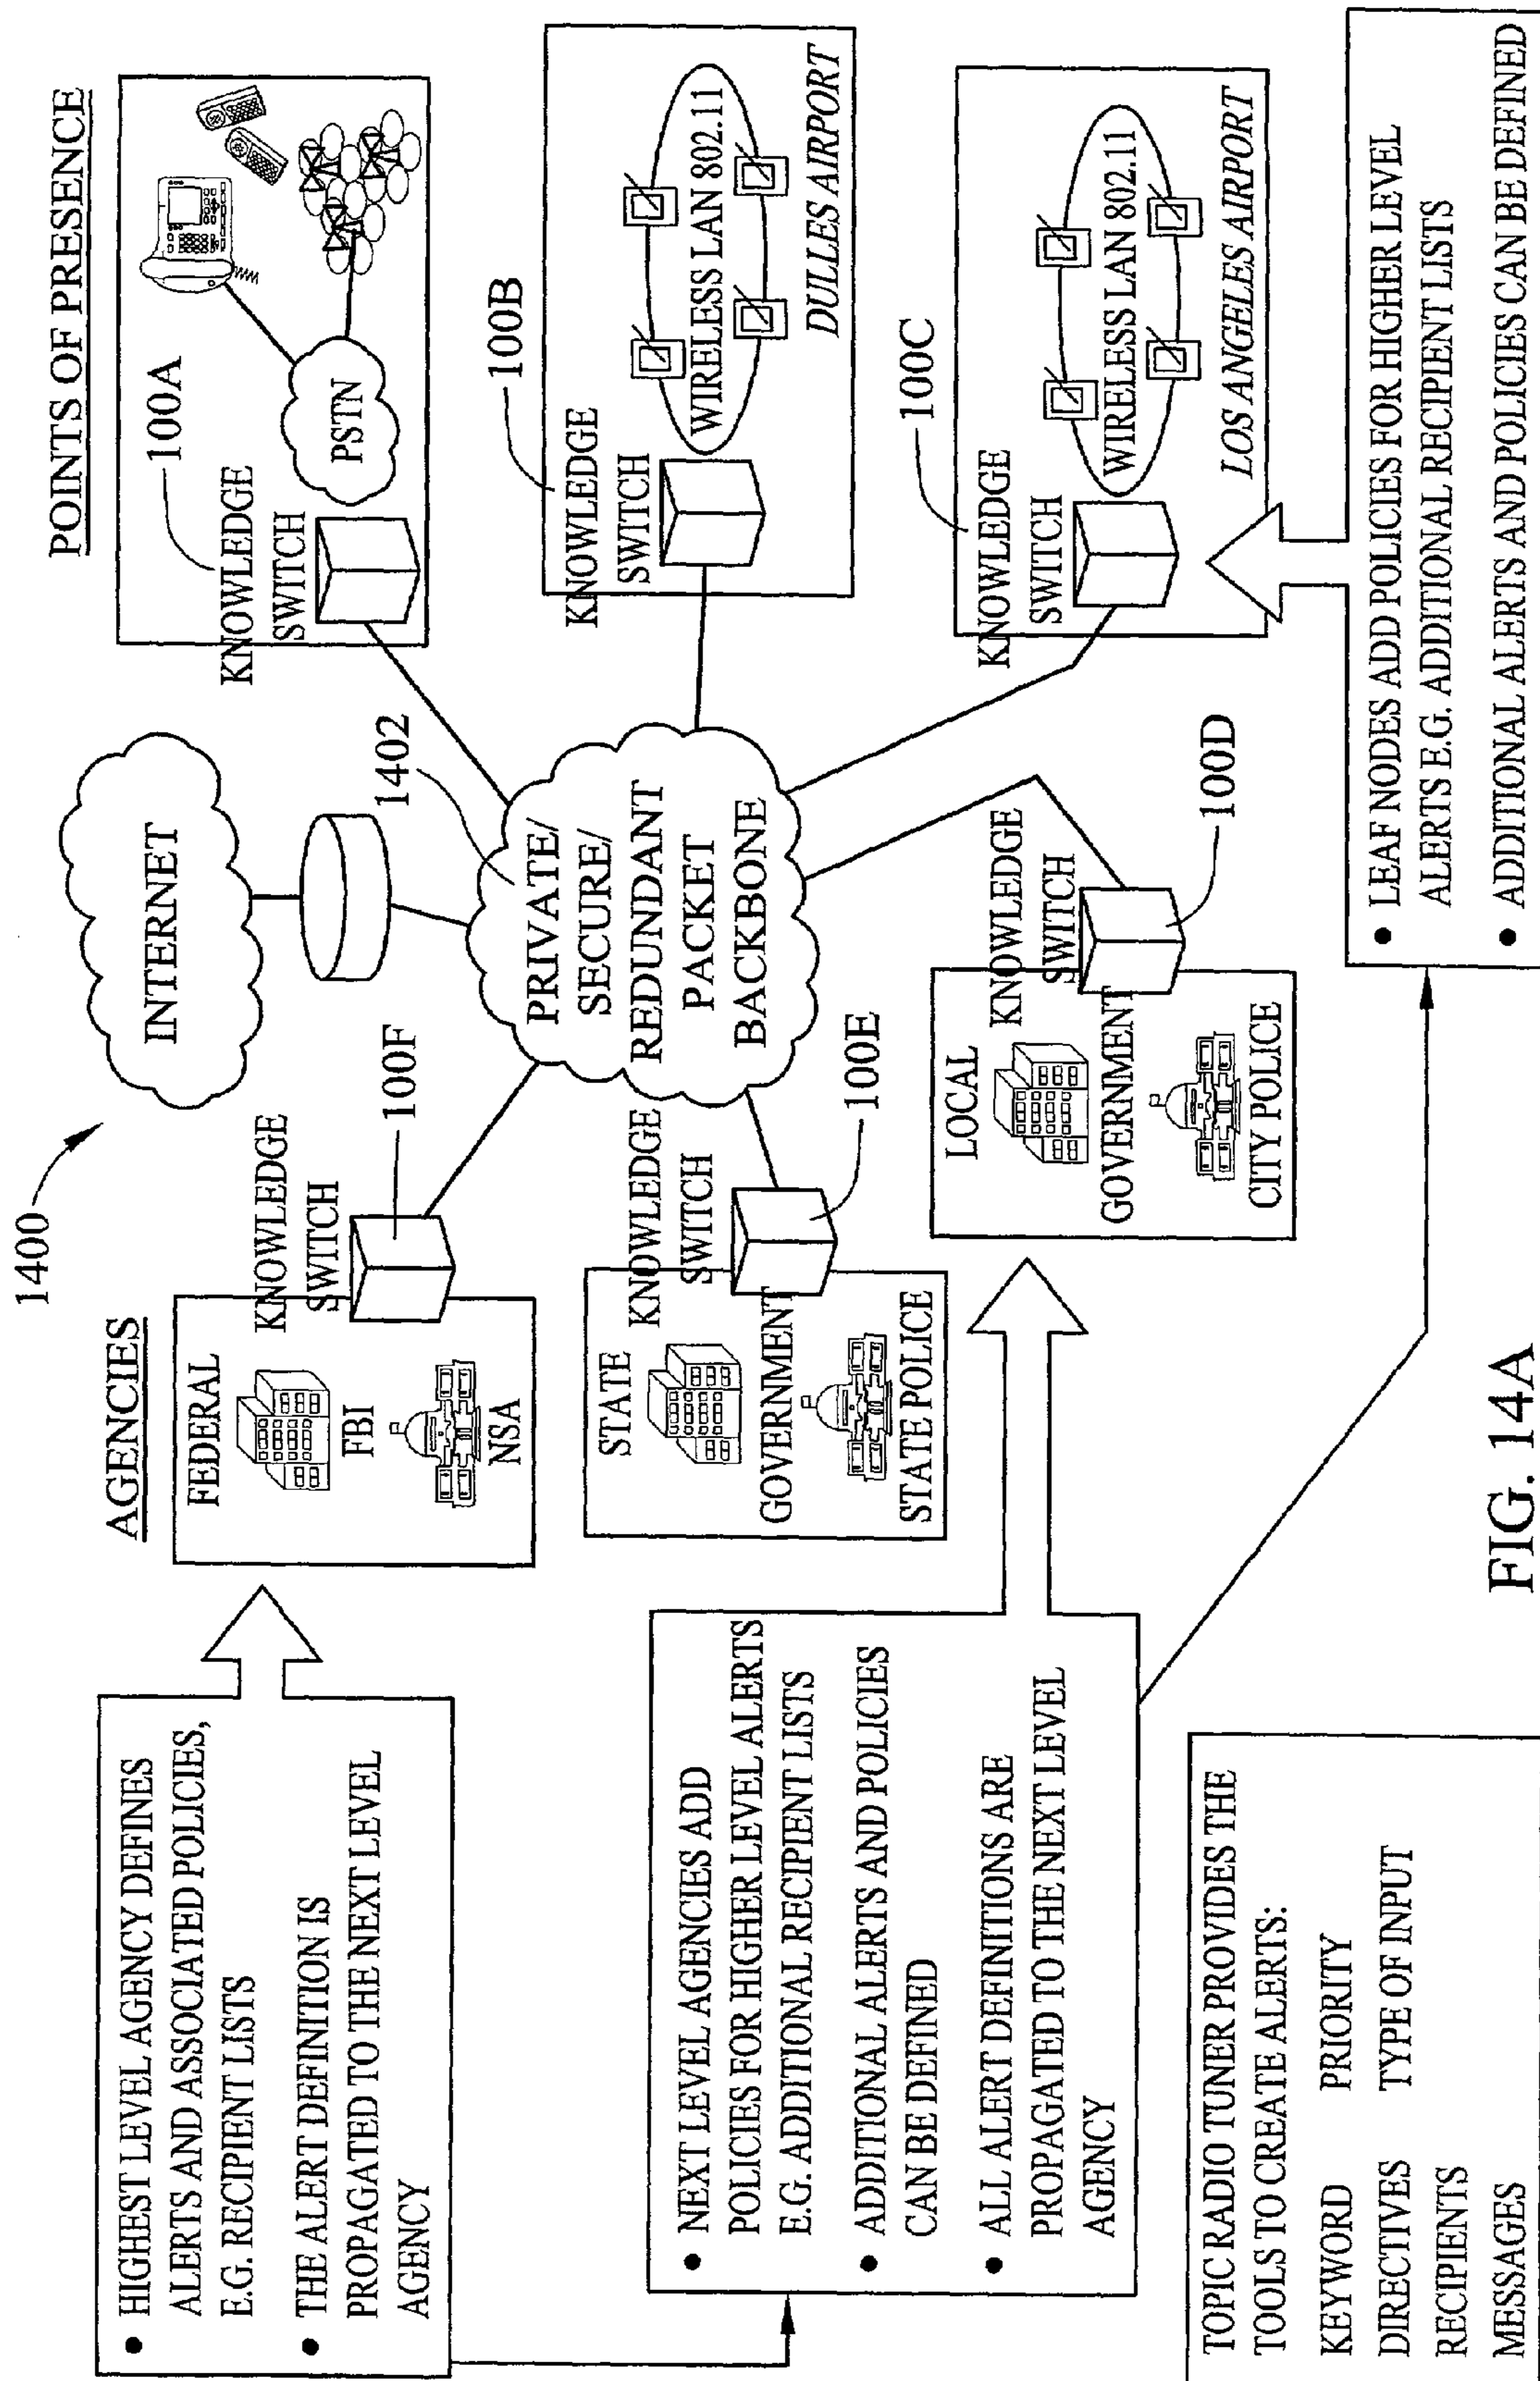 1400
AGENCIES
POINTS OF PRESENCE
HIGHEST LEVEL AGENCY DEFINES
ALERTS AND ASSOCIATED POLICIES,
E.G. RECIPIENT LISTS
THE ALERT DEFINITION IS
PROPAGATED TO THE NEXT LEVEL
AGENCY
FEDERAL
FBI
NSA
KNOWLEDGE
SWITCH
100F
INTERNET
1402
PRIVATE/
SECURE/
REDUNDANT
PACKET
BACKBONE
KNOWLEDGE
SWITCH
100A
PSTN
KNOWLEDGE
SWITCH
100B
WIRELESS LAN 802.11
DULLES AIRPORT
KNOWLEDGE
SWITCH
100C
WIRELESS LAN 802.11
LOS ANGELES AIRPORT
STATE
GOVERNMENT
STATE POLICE
KNOWLEDGE
SWITCH
100E
LOCAL
GOVERNMENT
CITY POLICE
KNOWLEDGE
SWITCH
100D
NEXT LEVEL AGENCIES ADD
POLICIES FOR HIGHER LEVEL ALERTS
E.G. ADDITIONAL RECIPIENT LISTS
ADDITIONAL ALERTS AND POLICIES
CAN BE DEFINED
ALL ALERT DEFINITIONS ARE
PROPAGATED TO THE NEXT LEVEL
AGENCY
TOPIC RADIO TUNER PROVIDES THE
TOOLS TO CREATE ALERTS:
KEYWORD PRIORITY
DIRECTIVES TYPE OF INPUT
RECIPIENTS
MESSAGES
LEAF NODES ADD POLICIES FOR HIGHER LEVEL
ALERTS E.G. ADDITIONAL RECIPIENT LISTS
ADDITIONAL ALERTS AND POLICIES CAN BE DEFINED
FIG. 14A